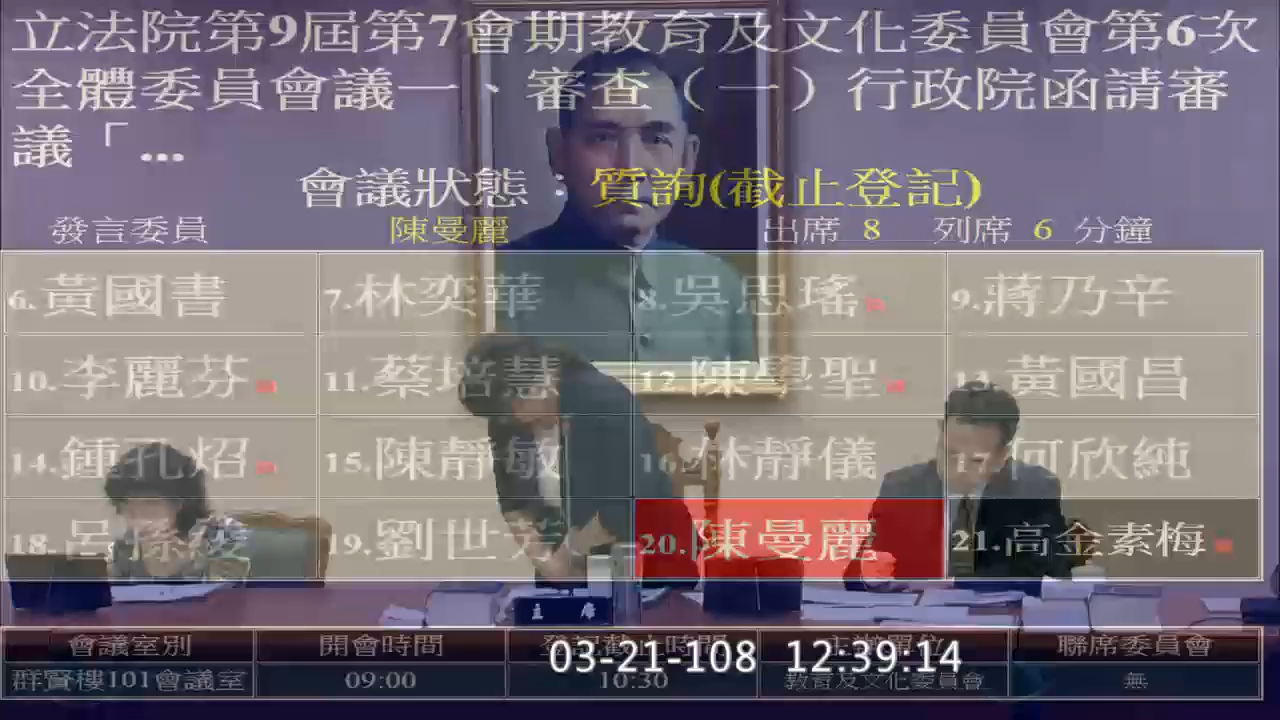 立法院第9屆第7會期教育及文化委員會第6次
全體委員會議一、審查（一）行政院函請審
議「...
會議狀態：質詢(截止登記)
發言委員 陳曼麗 出席 8 列席 6 分鐘
6.黃國書 7.林奕華 8.吳思瑤 9.蔣乃辛
10.李麗芬 11.蔡培慧 12.陳學聖 13.黃國昌
14.鍾孔炤 15.陳靜敏 16.林靜儀 17.何欣純
18.呂孫綾 19.劉世芳 20.陳曼麗 21.高金素梅
主席
會議室別 開會時間 登記截止時間 主辦單位 聯席委員會
03-21-108 12:39:14
群賢樓101會議室 09:00 10:30 教育及文化委員會 無